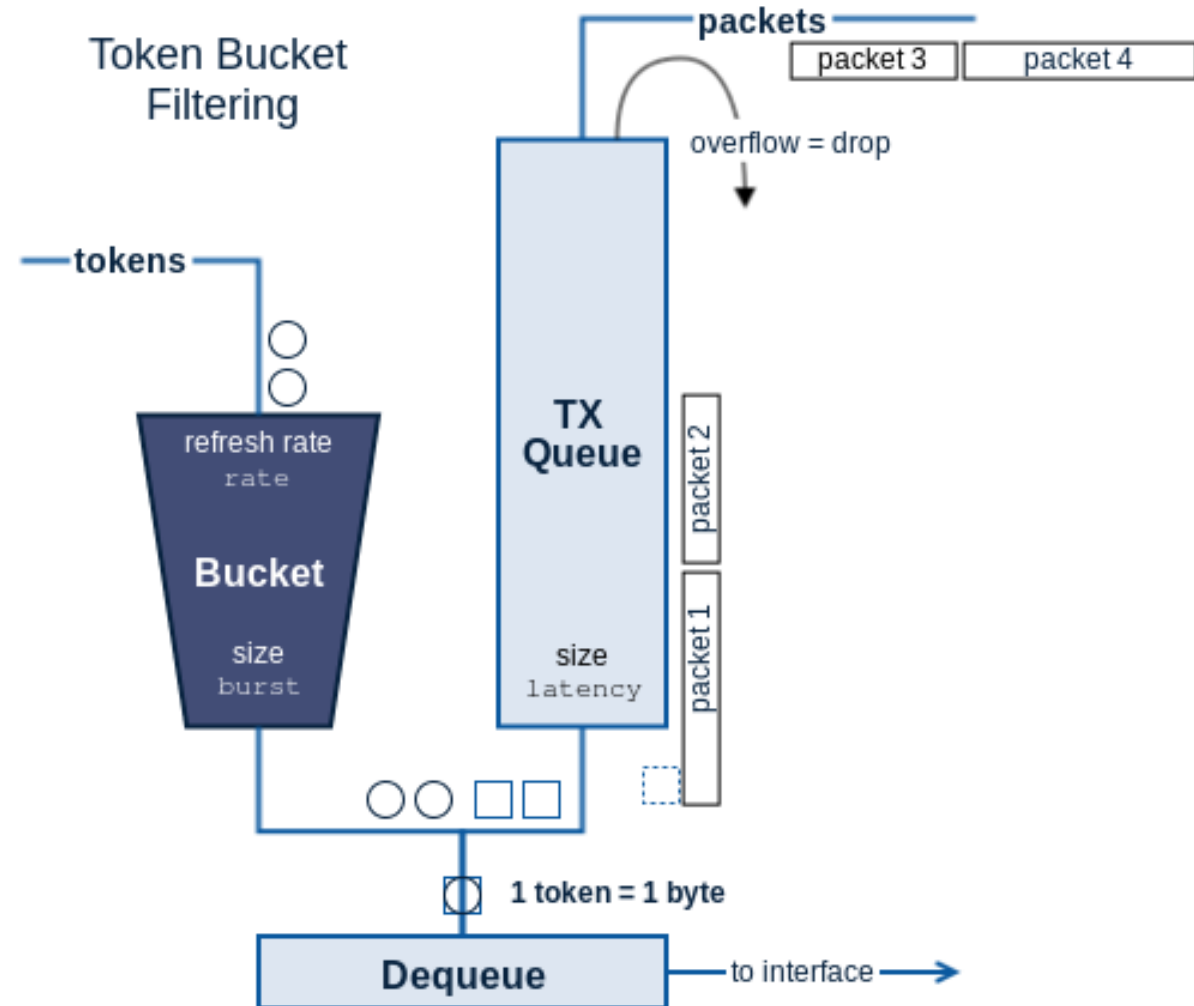 Token Bucket
Filtering
packets
packet 3
packet 4
overflow = drop
tokens
refresh rate
rate
Bucket
size
burst
TX
Queue
size
latency
packet 2
packet 1
1 token = 1 byte
Dequeue
to interface